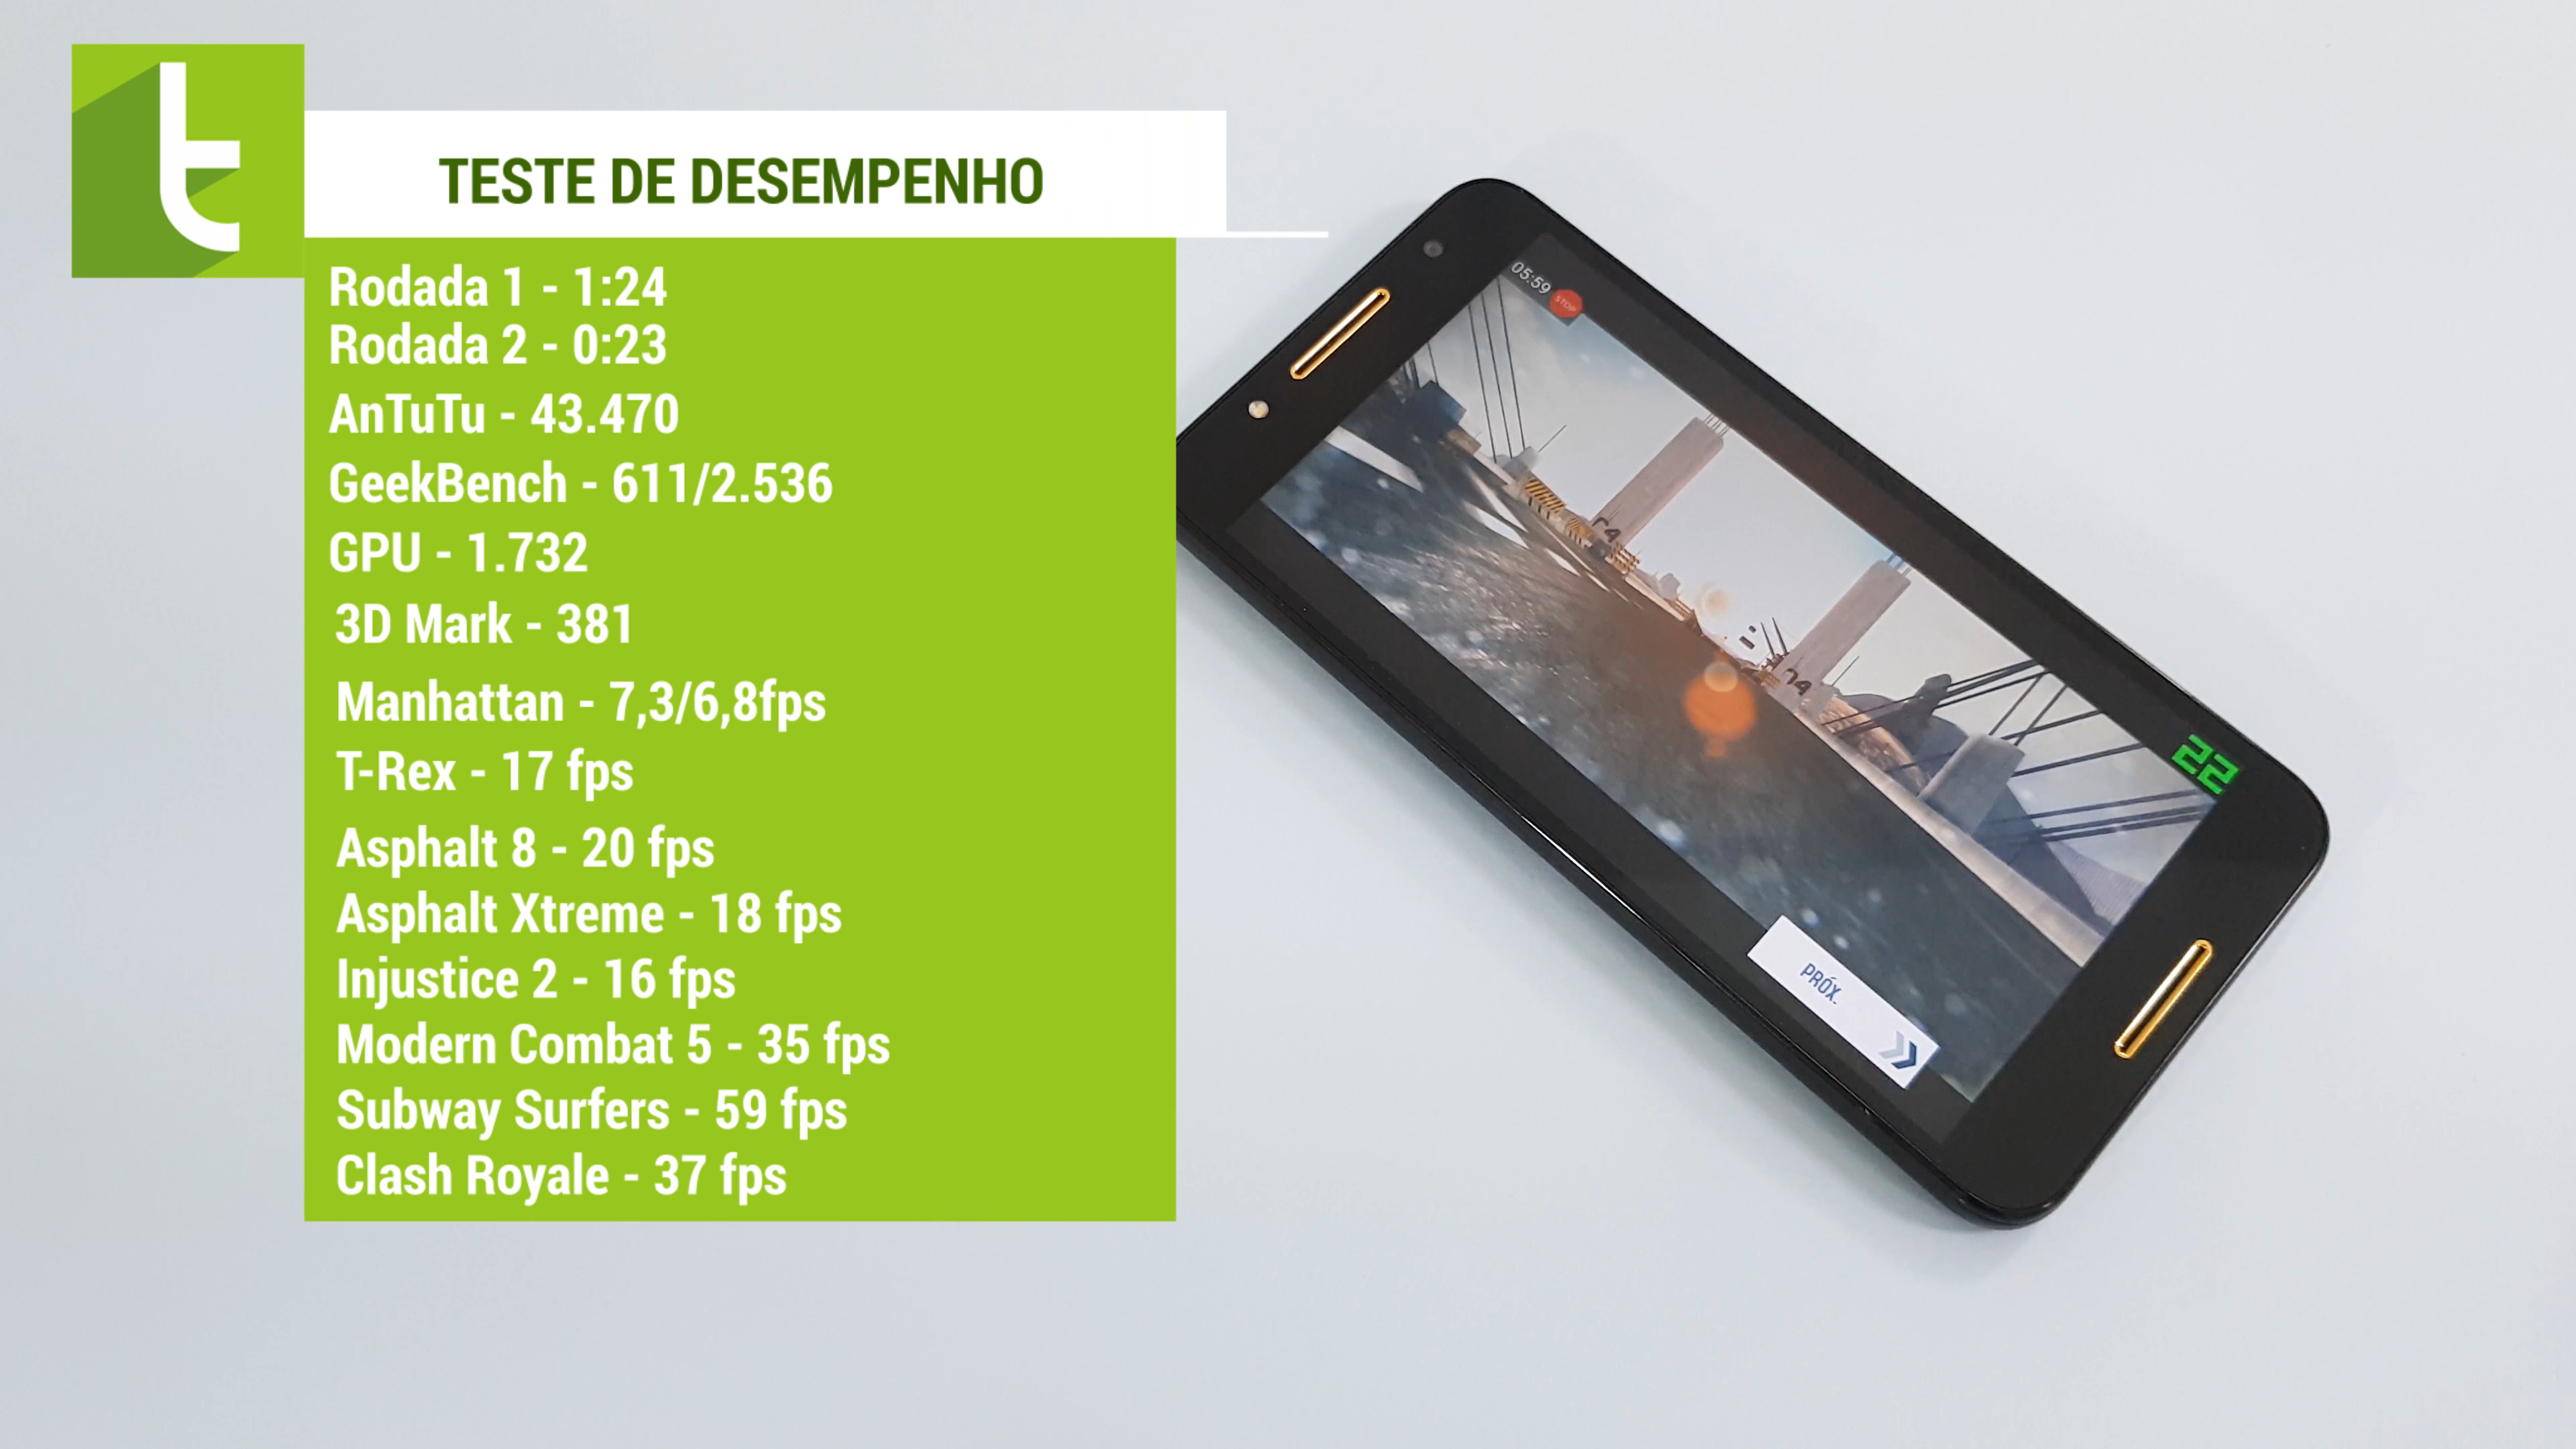 t
TESTE DE DESEMPENHO
Rodada 1 - 1:24
Rodada 2 - 0:23
AnTuTu - 43.470
GeekBench - 611/2.536
GPU - 1.732
3D Mark - 381
Manhattan - 7,3/6,8fps
T-Rex - 17 fps
Asphalt 8 - 20 fps
Asphalt Xtreme - 18 fps
Injustice 2 - 16 fps
Modern Combat 5 - 35 fps
Subway Surfers - 59 fps
Clash Royale - 37 fps
05:59
STOP
22
PRÓX.